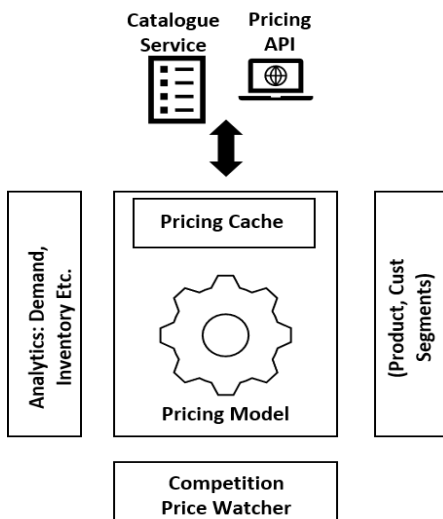 Catalogue
Service
Pricing
API
Pricing Cache
Analytics: Demand,
Inventory Etc.
Pricing Model
(Product, Cust
Segments)
Competition
Price Watcher